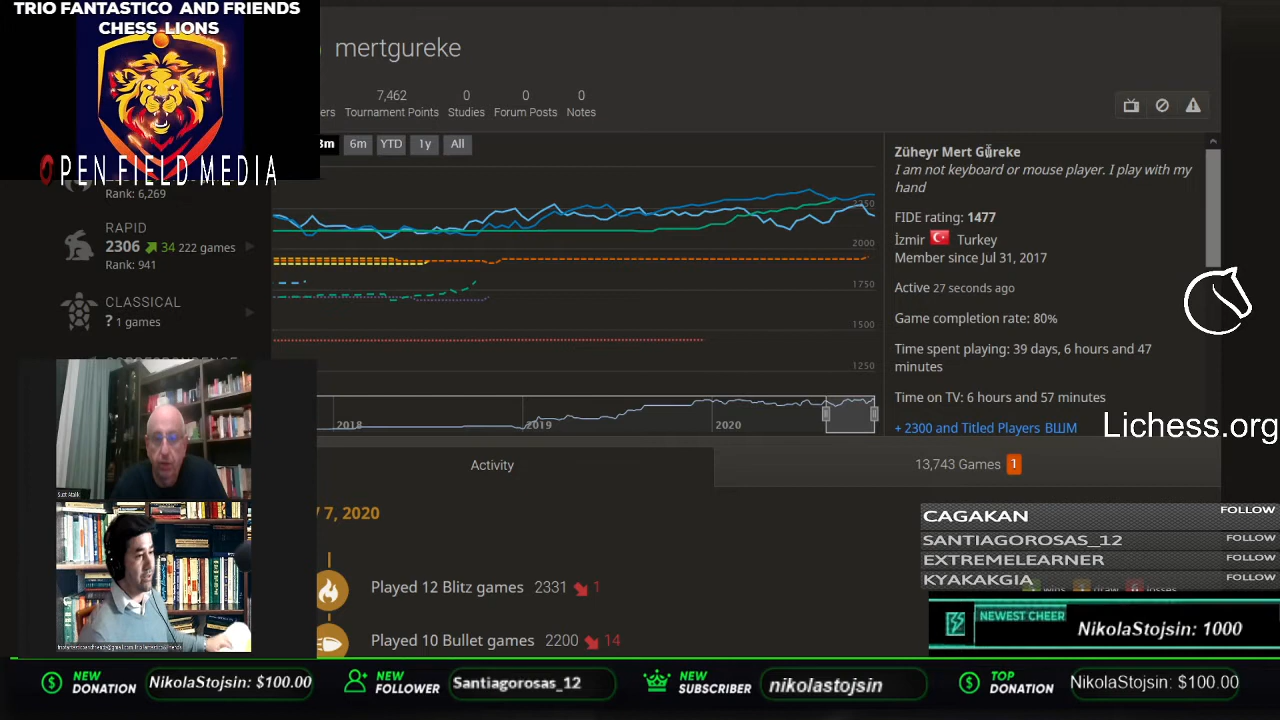 TRIO FANTASTICO AND FRIENDS
CHESS LIONS
OPEN FIELD MEDIA
mertgureke
7,462 0 0 0
Tournament Points Studies Forum Posts Notes
3m 6m YTD 1y All
Rank: 6,269
RAPID
2306 34 222 games
Rank: 941
CLASSICAL
? 1 games
2250
2000
1750
1500
1250
2018 2019 2020
Züheyr Mert Güreke
I am not keyboard or mouse player. I play with my
hand
FIDE rating: 1477
İzmir Turkey
Member since Jul 31, 2017
Active 27 seconds ago
Game completion rate: 80%
Time spent playing: 39 days, 6 hours and 47
minutes
Time on TV: 6 hours and 57 minutes
+ 2300 and Titled Players ВШМ
Lichess.org
Activity
13,743 Games 1
7, 2020
Played 12 Blitz games 2331 1
Played 10 Bullet games 2200 14
CAGAKAN FOLLOW
SANTIAGOROSAS_12 FOLLOW
EXTREMELEARNER FOLLOW
KYAKAKGIA FOLLOW
NEWEST CHEER
NikolaStojsin: 1000
NEW DONATION NikolaStojsin: $100.00
NEW FOLLOWER Santiagorosas_12
NEW SUBSCRIBER nikolastojsin
TOP DONATION NikolaStojsin: $100.00